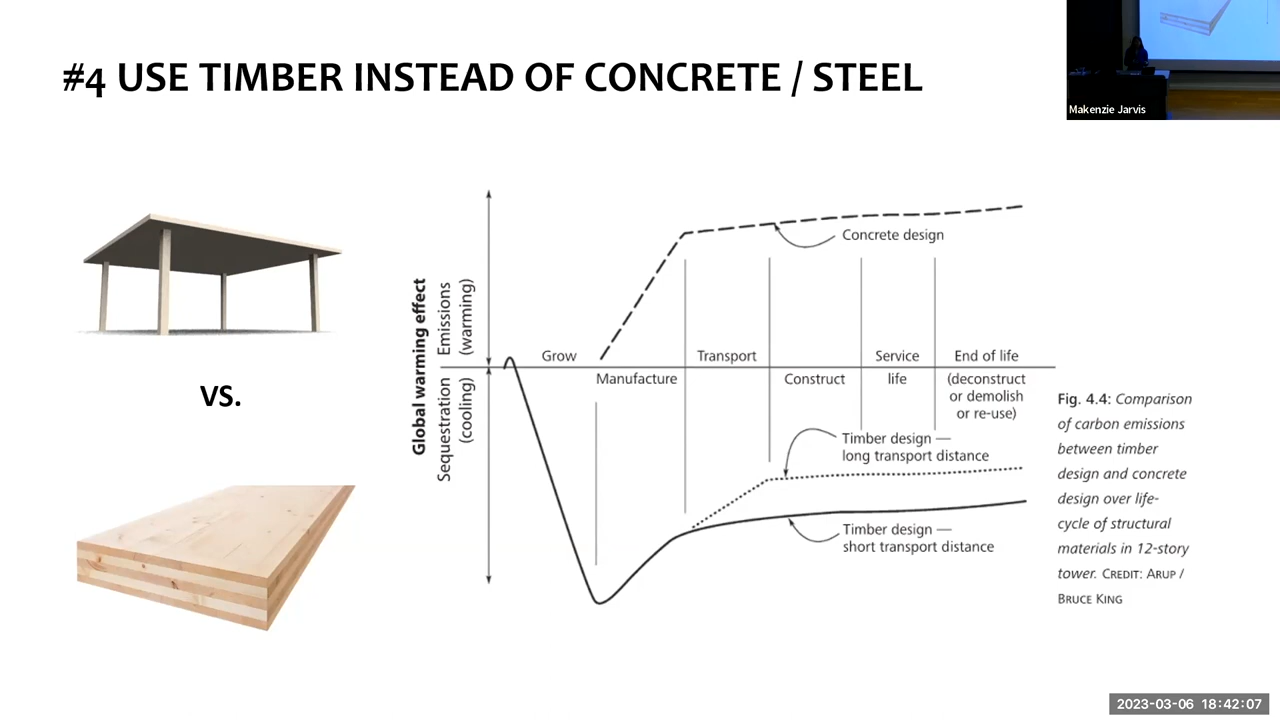 #4 USE TIMBER INSTEAD OF CONCRETE / STEEL
Makenzie Jarvis
VS.
Global warming effect
Emissions
(warming)
Sequestration
(cooling)
Concrete design
Grow
Manufacture
Transport
Construct
Service
life
End of life
(deconstruct
or demolish
or re-use)
Timber design —
long transport distance
Timber design —
short transport distance
Fig. 4.4: Comparison
of carbon emissions
between timber
design and concrete
design over life-
cycle of structural
materials in 12-story
tower. CREDIT: ARUP /
BRUCE KING
2023-03-06 18:42:07